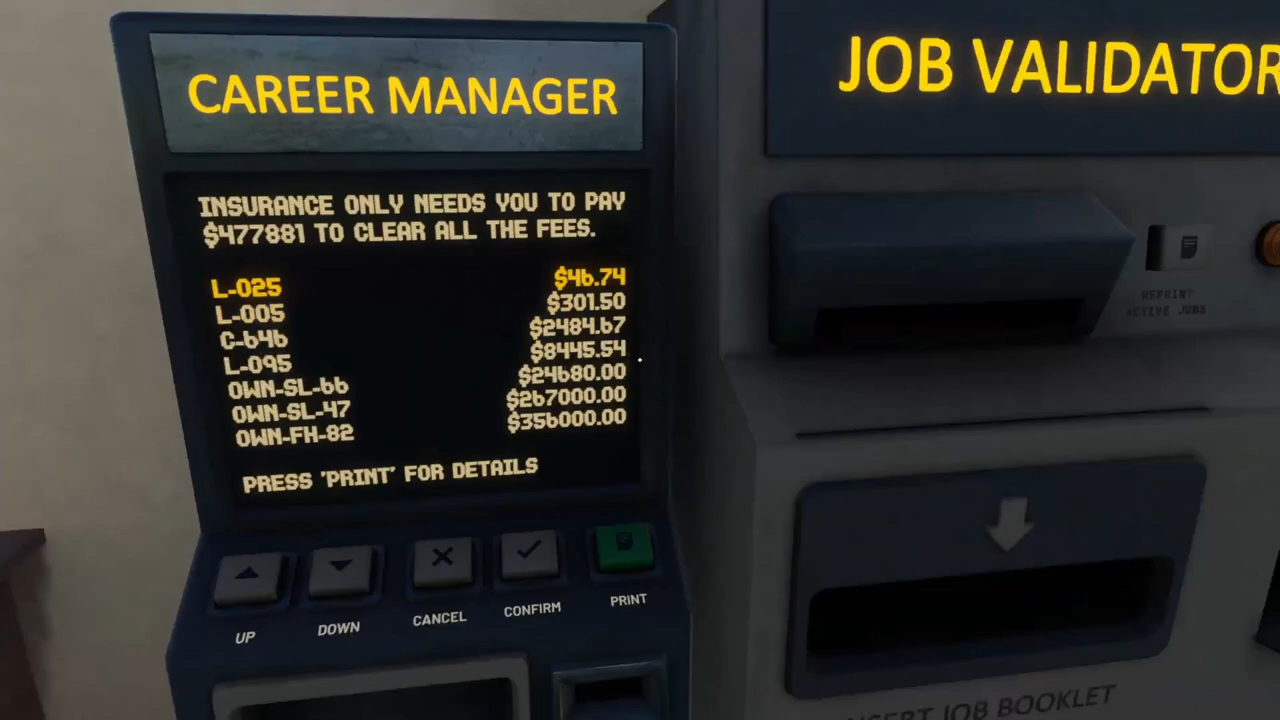 CAREER MANAGER
INSURANCE ONLY NEEDS YOU TO PAY
$477881 TO CLEAR ALL THE FEES.
L-025 $46.74
L-005 $301.50
C-646 $2484.67
L-095 $8445.54
OWN-SL-66 $24680.00
OWN-SL-47 $267000.00
OWN-FH-82 $356000.00
PRESS 'PRINT' FOR DETAILS
UP
DOWN
CANCEL
CONFIRM
PRINT
JOB VALIDATOR
REPRINT
ACTIVE JOBS
INSERT JOB BOOKLET